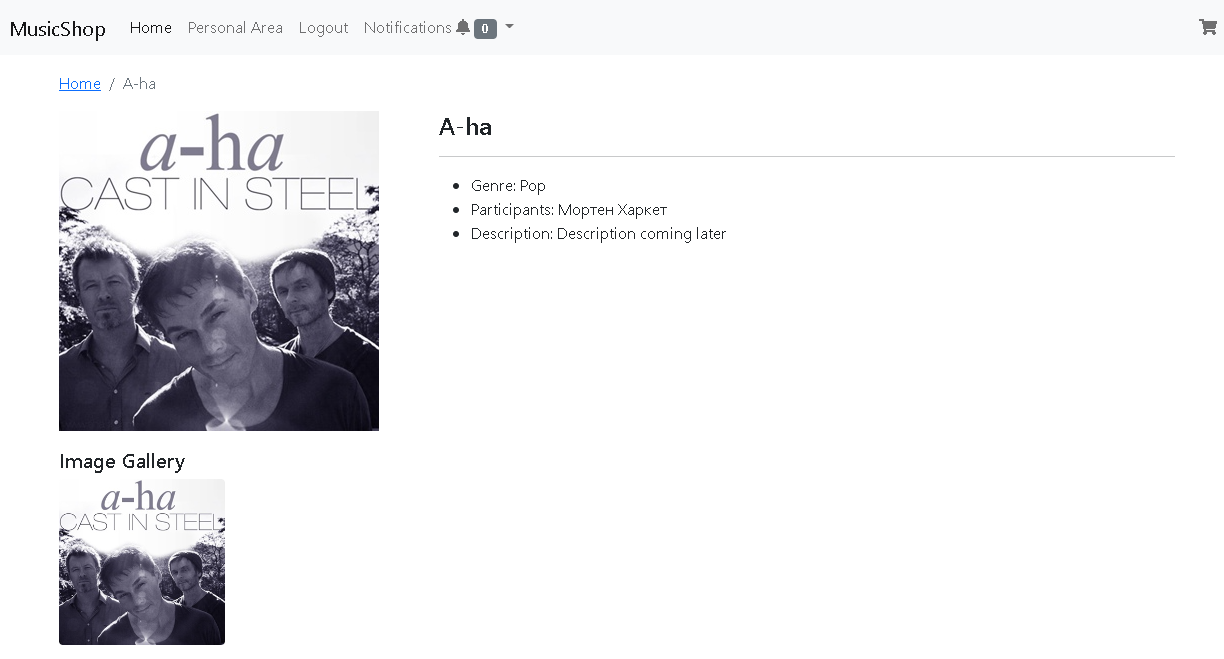 MusicShop Home Personal Area Logout Notifications 0
Home / A-ha
a-ha
CAST IN STEEL
A-ha
Genre: Pop
Participants: Мортен Харкет
Description: Description coming later
Image Gallery
a-ha
CAST IN STEEL